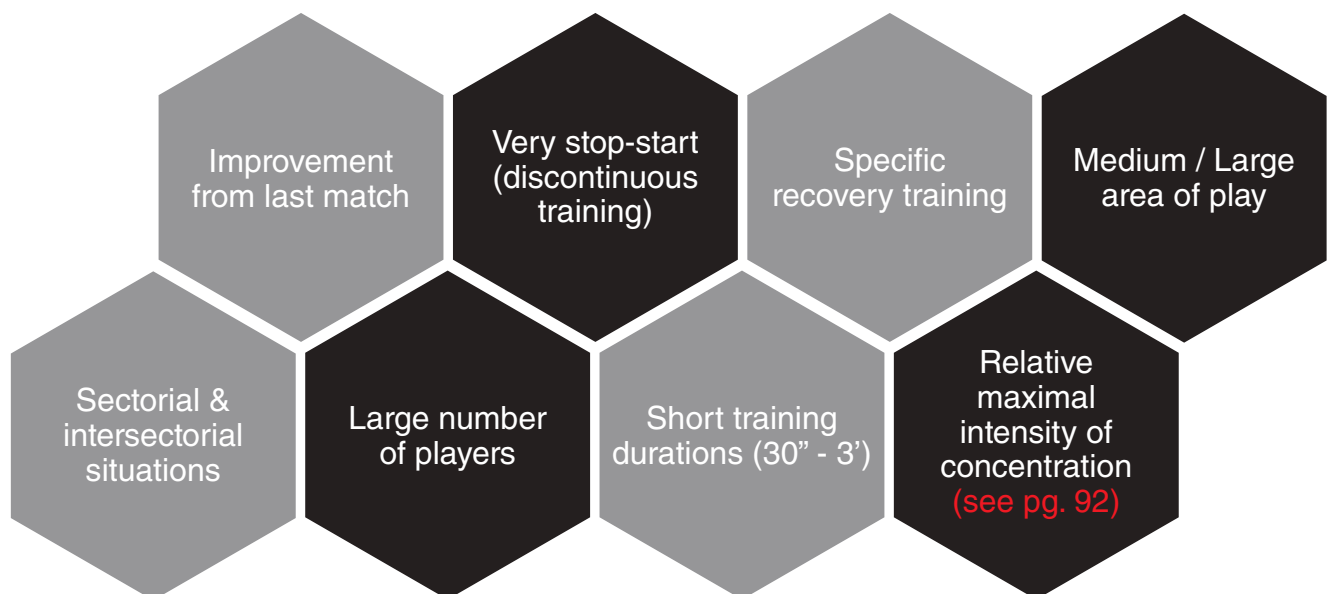 Improvement
from last match
Very stop-start
(discontinuous
training)
Specific
recovery training
Medium / Large
area of play
Sectorial &
intersectorial
situations
Large number
of players
Short training
durations (30” - 3’)
Relative
maximal
intensity of
concentration
(see pg. 92)